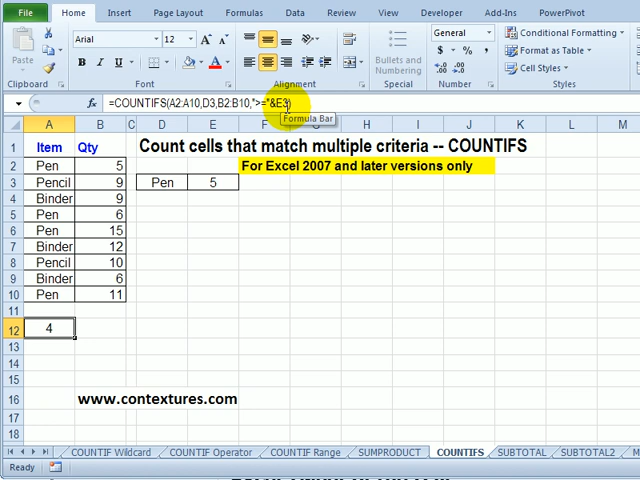 File Home Insert Page Layout Formulas Data Review View Developer Add-Ins PowerPivot
Arial 12 General Conditional Formatting
Paste B I U A $ % , Bullets and Numbering Format as Table
Cell Styles
Clipboard Font Alignment Number Styles
fx =COUNTIFS(A2:A10,D3,B2:B10,">="&E3)
Formula Bar
A B C D E F G H I J K L M
1 Item Qty Count cells that match multiple criteria -- COUNTIFS
2 Pen 5 For Excel 2007 and later versions only
3 Pencil 9 Pen 5
4 Binder 9
5 Pen 6
6 Pen 15
7 Binder 12
8 Pencil 10
9 Binder 6
10 Pen 11
11
12 4
13
14
15
16 www.contextures.com
17
18
COUNTIF Wildcard COUNTIF Operator COUNTIF Range SUMPRODUCT COUNTIFS SUBTOTAL SUBTOTAL2
Ready